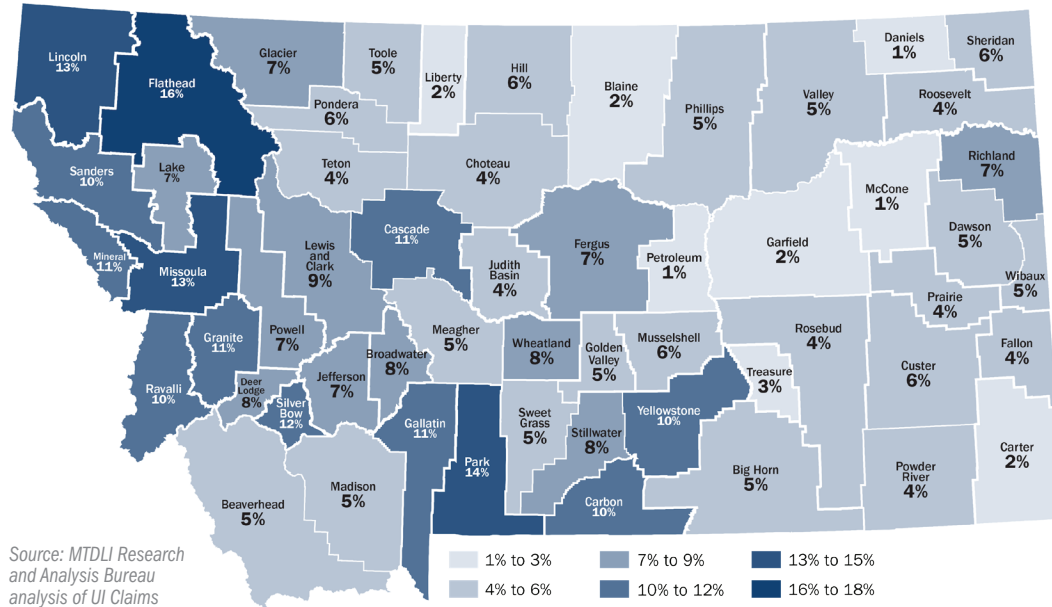 Lincoln
13%
Flathead
16%
Glacier
7%
Toole
5%
Liberty
2%
Hill
6%
Blaine
2%
Phillips
5%
Valley
5%
Daniels
1%
Sheridan
6%
Roosevelt
4%
Pondera
6%
Teton
4%
Choteau
4%
Sanders
10%
Lake
7%
Richland
7%
McCone
1%
Dawson
5%
Wibaux
5%
Mineral
11%
Missoula
13%
Lewis
and
Clark
9%
Cascade
11%
Judith
Basin
4%
Fergus
7%
Petroleum
1%
Garfield
2%
Prairie
4%
Granite
11%
Powell
7%
Meagher
5%
Broadwater
8%
Wheatland
8%
Golden
Valley
5%
Musselshell
6%
Rosebud
4%
Treasure
3%
Custer
6%
Fallon
4%
Ravalli
10%
Deer
Lodge
8%
Silver
Bow
12%
Jefferson
7%
Gallatin
11%
Park
14%
Sweet
Grass
5%
Stillwater
8%
Yellowstone
10%
Carbon
10%
Big Horn
5%
Powder
River
4%
Carter
2%
Beaverhead
5%
Madison
5%
Source: MTDLI Research
and Analysis Bureau
analysis of UI Claims
1% to 3%
7% to 9%
13% to 15%
4% to 6%
10% to 12%
16% to 18%